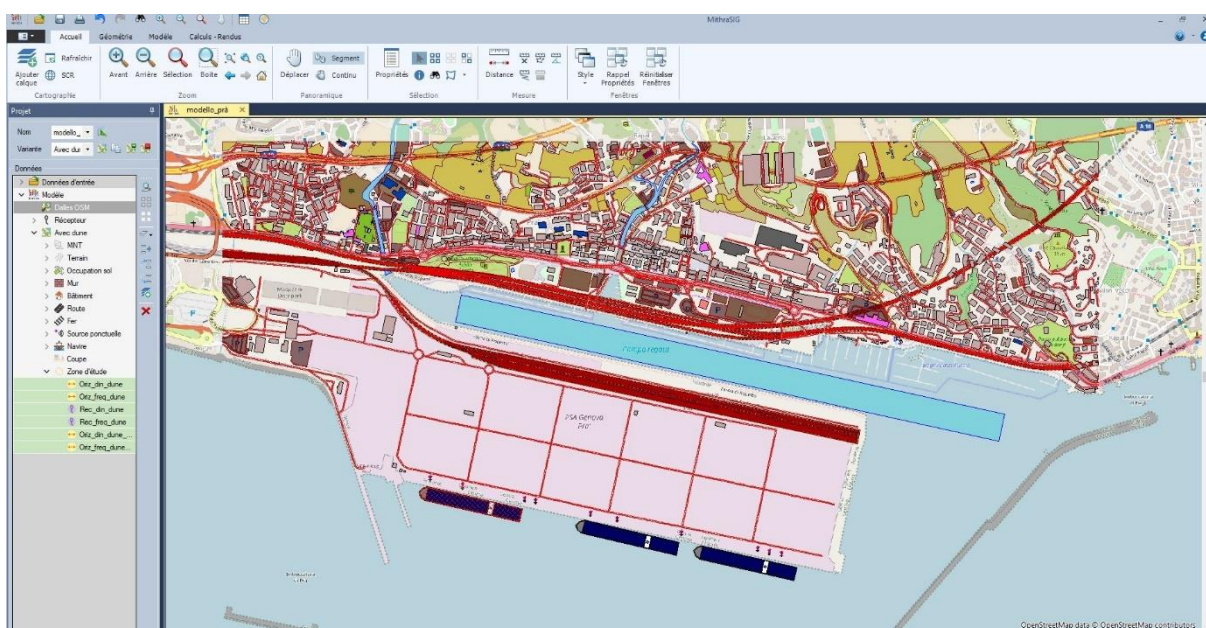 MithraSIG
Accueil Géométrie Modèle Calculs - Rendus
Ajouter calque
Rafraîchir
SCR
Avant Arrière Sélection Boite
Déplacer
Segment
Continu
Propriétés
Distance
Style
Rappel Propriétés
Réinitialiser Fenêtres
Cartographie Zoom Panoramique Sélection Mesure Fenêtres
Projet
modello_prà
Nom modello_
Variante Avec dur
Données
Données d'entrée
Modèle
Dalles OSM
Récepteur
Avec dune
MNT
Terrain
Occupation sol
Mur
Bâtiment
Route
Fer
Source ponctuelle
Navire
Coupe
Zone d'étude
Oriz_din_dune
Oriz_freq_dune
Rec_din_dune
Rec_freq_dune
Oriz_din_dune_...
Oriz_freq_dune...
PSA Genova
OpenStreetMap data © OpenStreetMap contributors